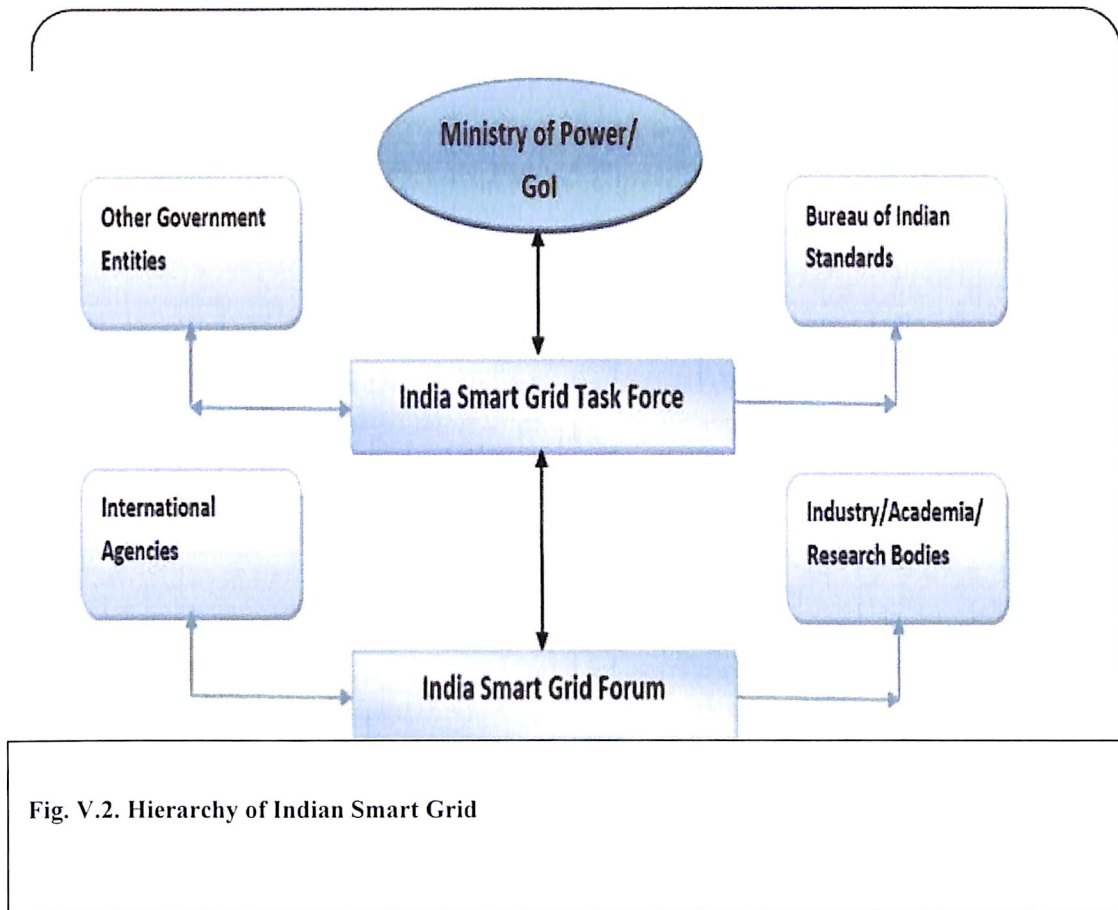 Ministry of Power/
GoI
Other Government
Entities
Bureau of Indian
Standards
India Smart Grid Task Force
International
Agencies
Industry/Academia/
Research Bodies
India Smart Grid Forum
Fig. V.2. Hierarchy of Indian Smart Grid